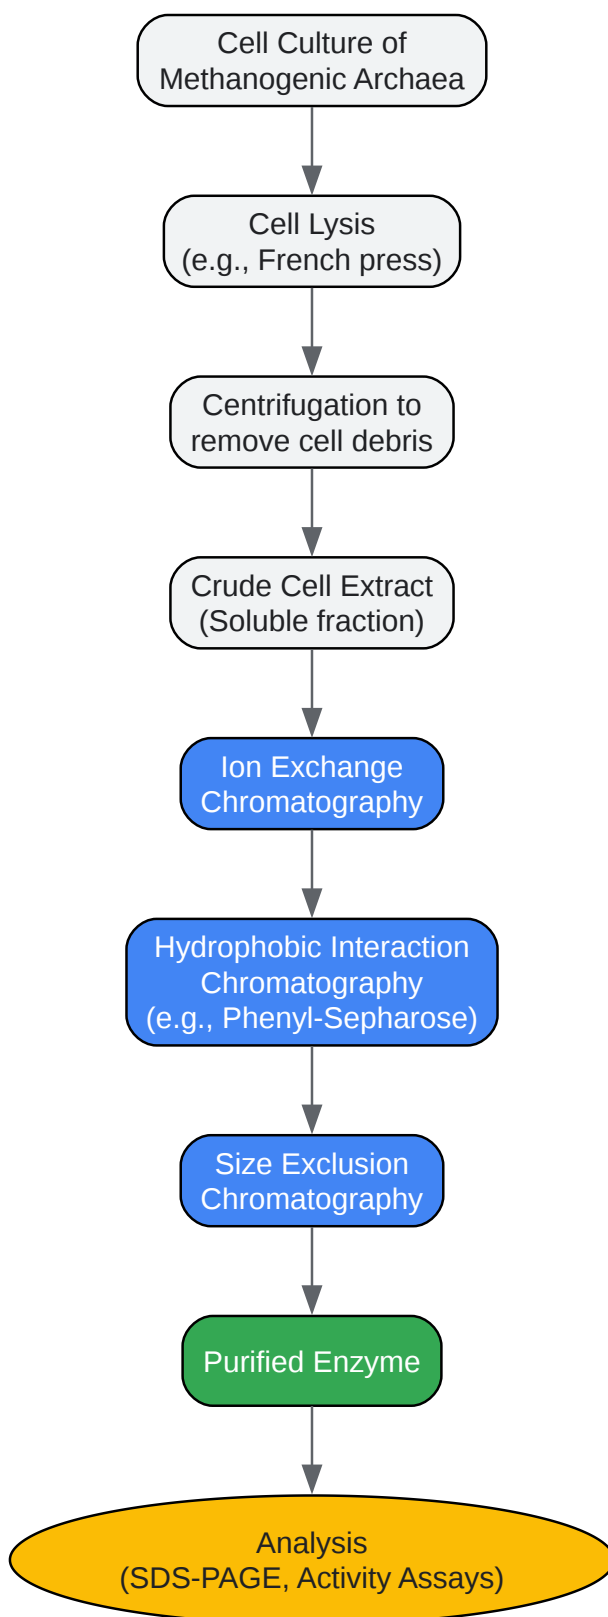 Cell Culture of
Methanogenic Archaea
Cell Lysis
(e.g., French press)
Centrifugation to
remove cell debris
Crude Cell Extract
(Soluble fraction)
Ion Exchange
Chromatography
Hydrophobic Interaction
Chromatography
(e.g., Phenyl-Sepharose)
Size Exclusion
Chromatography
Purified Enzyme
Analysis
(SDS-PAGE, Activity Assays)